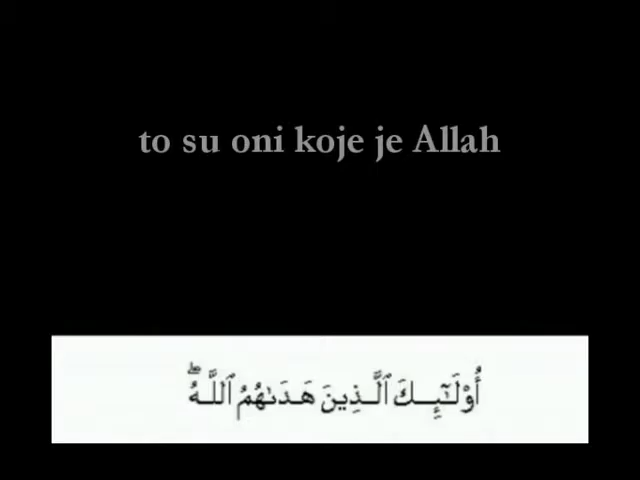 to su oni koje je Allah
أُوْلَـٰٓئِكَ ٱلَّذِينَ هَدَىٰهُمُ ٱللَّهُۖ